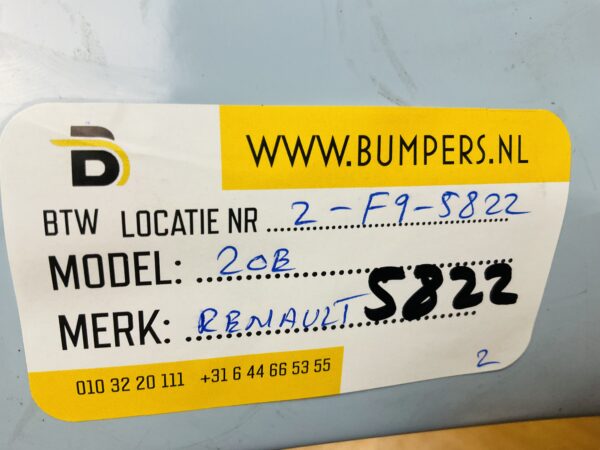 B
WWW.BUMPERS.NL
BTW LOCATIE NR 2-F9-5822
MODEL: 20B
MERK: RENAULT 5822
010 32 20 111 +31 6 44 66 53 55
2